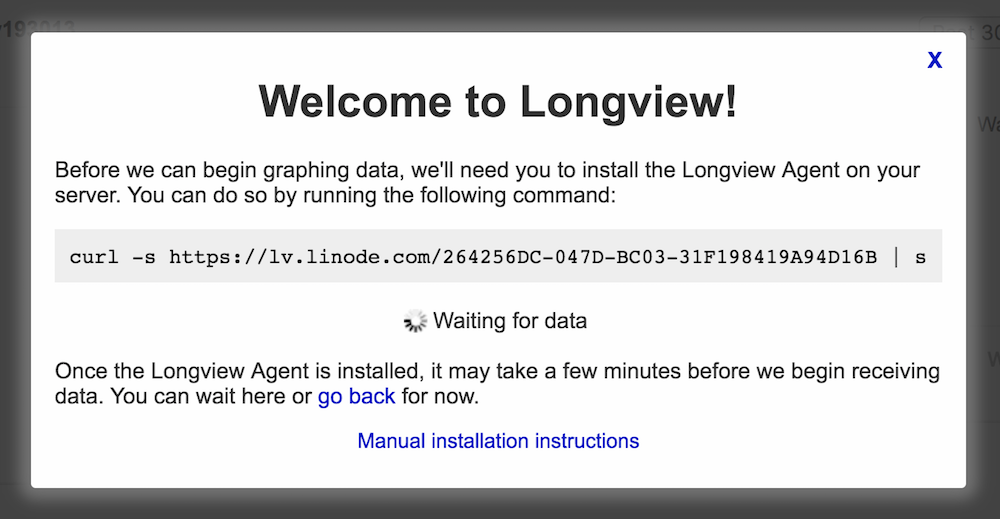 X
Welcome to Longview!
Before we can begin graphing data, we'll need you to install the Longview Agent on your
server. You can do so by running the following command:
curl -s https://lv.linode.com/264256DC-047D-BC03-31F198419A94D16B | s
Waiting for data
Once the Longview Agent is installed, it may take a few minutes before we begin receiving
data. You can wait here or go back for now.
Manual installation instructions